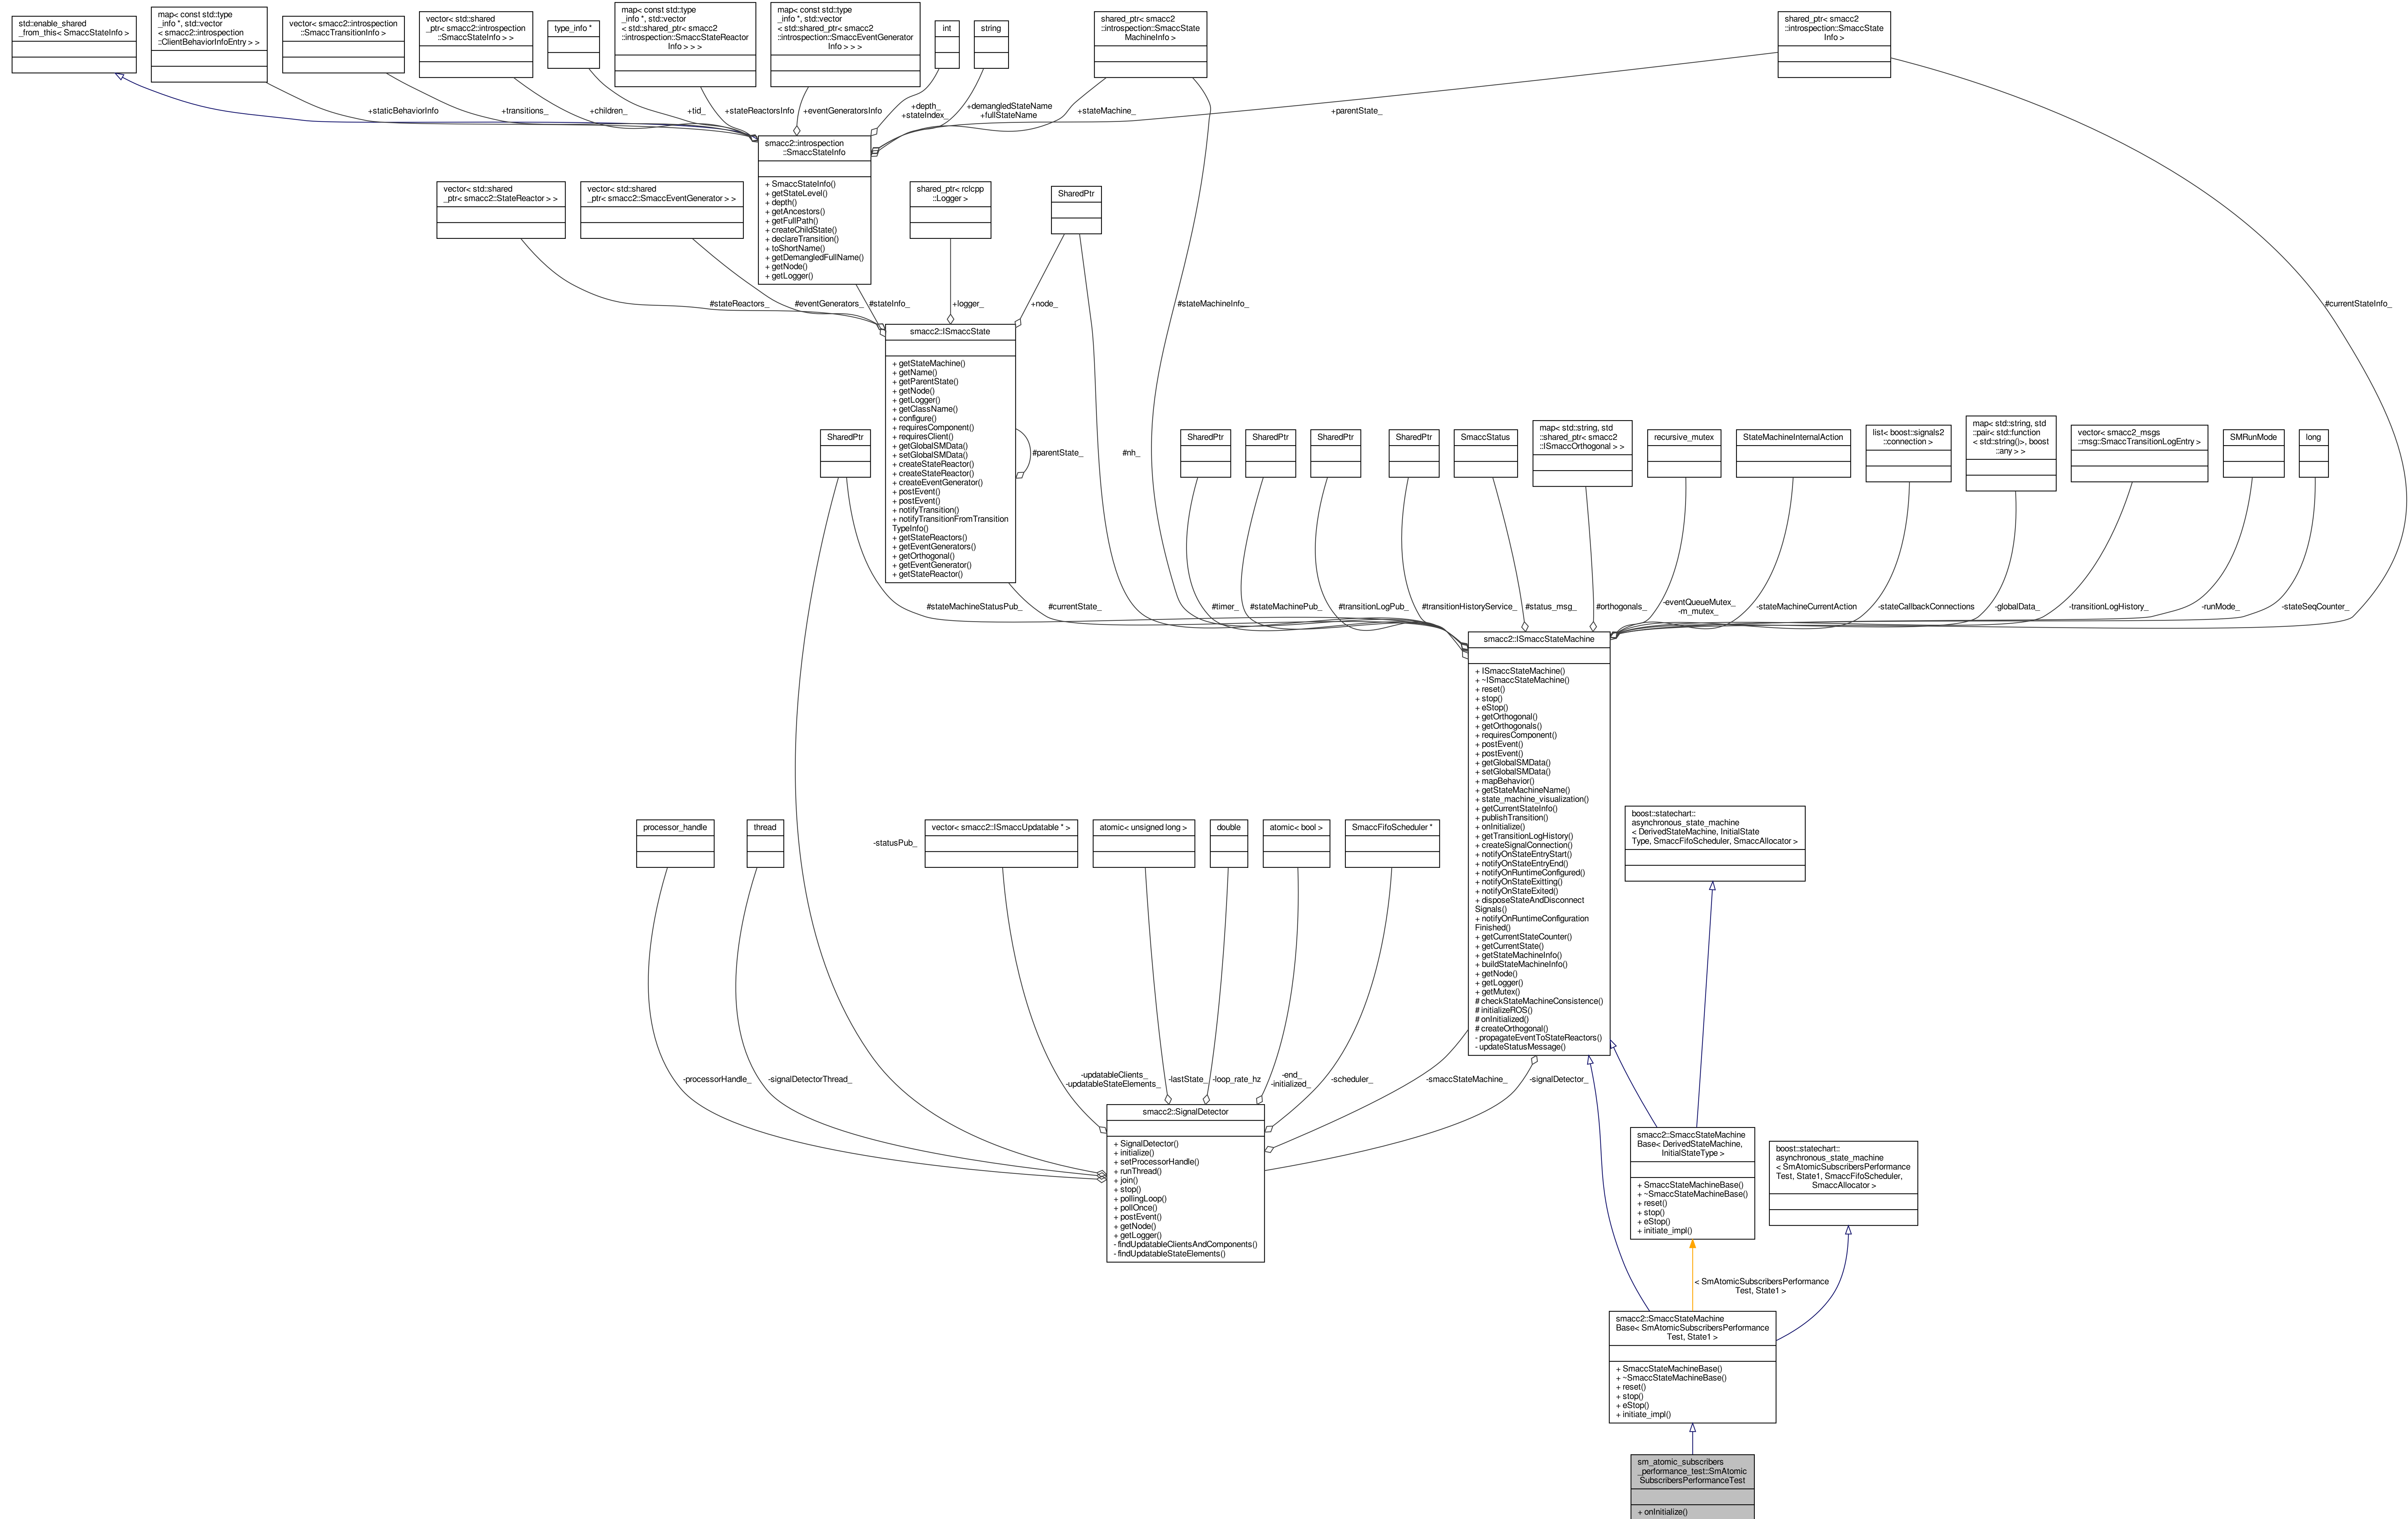 std::enable_shared
_from_this< SmaccStateInfo >
map< const std::type
_info *, std::vector
< smacc2::introspection
::ClientBehaviorInfoEntry > >
vector< smacc2::introspection
::SmaccTransitionInfo >
vector< std::shared
_ptr< smacc2::introspection
::SmaccStateInfo > >
type_info *
map< const std::type
_info *, std::vector
< std::shared_ptr< smacc2
::introspection::SmaccStateReactor
Info > > >
map< const std::type
_info *, std::vector
< std::shared_ptr< smacc2
::introspection::SmaccEventGenerator
Info > > >
int
string
shared_ptr< smacc2
::introspection::SmaccState
MachineInfo >
shared_ptr< smacc2
::introspection::SmaccState
Info >
+staticBehaviorInfo
+transitions_
+children_
+tid_
+stateReactorsInfo
+eventGeneratorsInfo
+depth_
+stateIndex_
+demangledStateName
+fullStateName
+stateMachine_
+parentState_
smacc2::introspection
::SmaccStateInfo
+ SmaccStateInfo()
+ getStateLevel()
+ depth()
+ getAncestors()
+ getFullPath()
+ createChildState()
+ declareTransition()
+ toShortName()
+ getDemangledFullName()
+ getNode()
+ getLogger()
vector< std::shared
_ptr< smacc2::StateReactor > >
vector< std::shared
_ptr< smacc2::SmaccEventGenerator > >
shared_ptr< rclcpp
::Logger >
SharedPtr
#stateReactors_
#eventGenerators_
#stateInfo_
+logger_
+node_
#stateMachineInfo_
#currentStateInfo_
smacc2::ISmaccState
+ getStateMachine()
+ getName()
+ getParentState()
+ getNode()
+ getLogger()
+ getClassName()
+ configure()
+ requiresComponent()
+ requiresClient()
+ getGlobalSMData()
+ setGlobalSMData()
+ createStateReactor()
+ createStateReactor()
+ createEventGenerator()
+ postEvent()
+ postEvent()
+ notifyTransition()
+ notifyTransitionFromTransition
TypeInfo()
+ getStateReactors()
+ getEventGenerators()
+ getOrthogonal()
+ getEventGenerator()
+ getStateReactor()
#parentState_
#nh_
SharedPtr
SharedPtr
SharedPtr
SharedPtr
SharedPtr
SmaccStatus
map< std::string, std
::shared_ptr< smacc2
::ISmaccOrthogonal > >
recursive_mutex
StateMachineInternalAction
list< boost::signals2
::connection >
map< std::string, std
::pair< std::function
< std::string()>, boost
::any > >
vector< smacc2_msgs
::msg::SmaccTransitionLogEntry >
SMRunMode
long
#stateMachineStatusPub_
#currentState_
#timer_
#stateMachinePub_
#transitionLogPub_
#transitionHistoryService_
#status_msg_
#orthogonals_
-eventQueueMutex_
-m_mutex_
-stateMachineCurrentAction
-stateCallbackConnections
-globalData_
-transitionLogHistory_
-runMode_
-stateSeqCounter_
smacc2::ISmaccStateMachine
+ ISmaccStateMachine()
+ ~ISmaccStateMachine()
+ reset()
+ stop()
+ eStop()
+ getOrthogonal()
+ getOrthogonals()
+ requiresComponent()
+ postEvent()
+ postEvent()
+ getGlobalSMData()
+ setGlobalSMData()
+ mapBehavior()
+ getStateMachineName()
+ state_machine_visualization()
+ getCurrentStateInfo()
+ publishTransition()
+ onInitialize()
+ getTransitionLogHistory()
+ createSignalConnection()
+ notifyOnStateEntryStart()
+ notifyOnStateEntryEnd()
+ notifyOnRuntimeConfigured()
+ notifyOnStateExitting()
+ notifyOnStateExited()
+ disposeStateAndDisconnect
Signals()
+ notifyOnRuntimeConfiguration
Finished()
+ getCurrentStateCounter()
+ getCurrentState()
+ getStateMachineInfo()
+ buildStateMachineInfo()
+ getNode()
+ getLogger()
+ getMutex()
# checkStateMachineConsistence()
# initializeROS()
# onInitialized()
# createOrthogonal()
- propagateEventToStateReactors()
- updateStatusMessage()
processor_handle
thread
-statusPub_
vector< smacc2::ISmaccUpdatable * >
atomic< unsigned long >
double
atomic< bool >
SmaccFifoScheduler *
boost::statechart::
asynchronous_state_machine
< DerivedStateMachine, InitialState
Type, SmaccFifoScheduler, SmaccAllocator >
-processorHandle_
-signalDetectorThread_
-updatableClients_
-updatableStateElements_
-lastState_
-loop_rate_hz
-end_
-initialized_
-scheduler_
-smaccStateMachine_
-signalDetector_
smacc2::SignalDetector
+ SignalDetector()
+ initialize()
+ setProcessorHandle()
+ runThread()
+ join()
+ stop()
+ pollingLoop()
+ pollOnce()
+ postEvent()
+ getNode()
+ getLogger()
- findUpdatableClientsAndComponents()
- findUpdatableStateElements()
smacc2::SmaccStateMachine
Base< DerivedStateMachine,
InitialStateType >
+ SmaccStateMachineBase()
+ ~SmaccStateMachineBase()
+ reset()
+ stop()
+ eStop()
+ initiate_impl()
boost::statechart::
asynchronous_state_machine
< SmAtomicSubscribersPerformance
Test, State1, SmaccFifoScheduler,
SmaccAllocator >
< SmAtomicSubscribersPerformance
Test, State1 >
smacc2::SmaccStateMachine
Base< SmAtomicSubscribersPerformance
Test, State1 >
+ SmaccStateMachineBase()
+ ~SmaccStateMachineBase()
+ reset()
+ stop()
+ eStop()
+ initiate_impl()
sm_atomic_subscribers
_performance_test::SmAtomic
SubscribersPerformanceTest
+ onInitialize()